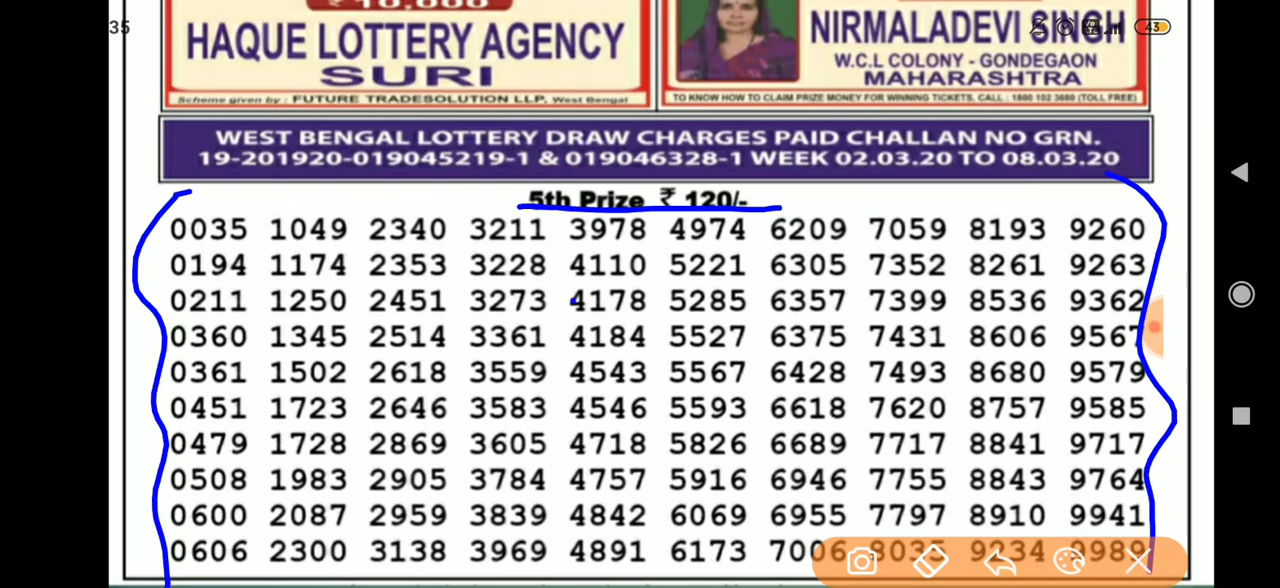 35
43
HAQUE LOTTERY AGENCY
SURI
Scheme given by : FUTURE TRADESOLUTION LLP, West Bengal
NIRMALADEVI SINGH
W.C.L COLONY - GONDEGAON
MAHARASHTRA
TO KNOW HOW TO CLAIM PRIZE MONEY FOR WINNING TICKETS, CALL : 1800 102 3680 (TOLL FREE)
WEST BENGAL LOTTERY DRAW CHARGES PAID CHALLAN NO GRN.
19-201920-019045219-1 & 019046328-1 WEEK 02.03.20 TO 08.03.20
5th Prize ₹ 120/-
0035 1049 2340 3211 3978 4974 6209 7059 8193 9260
0194 1174 2353 3228 4110 5221 6305 7352 8261 9263
0211 1250 2451 3273 4178 5285 6357 7399 8536 9362
0360 1345 2514 3361 4184 5527 6375 7431 8606 9567
0361 1502 2618 3559 4543 5567 6428 7493 8680 9579
0451 1723 2646 3583 4546 5593 6618 7620 8757 9585
0479 1728 2869 3605 4718 5826 6689 7717 8841 9717
0508 1983 2905 3784 4757 5916 6946 7755 8843 9764
0600 2087 2959 3839 4842 6069 6955 7797 8910 9941
0606 2300 3138 3969 4891 6173 7006 8035 9234 9989